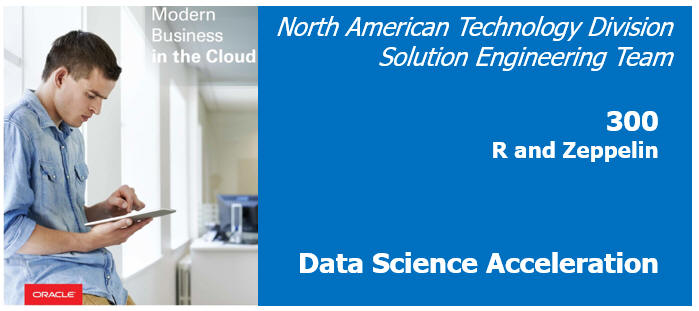 Modern
Business
in the Cloud
North American Technology Division
Solution Engineering Team
300
R and Zeppelin
Data Science Acceleration
ORACLE